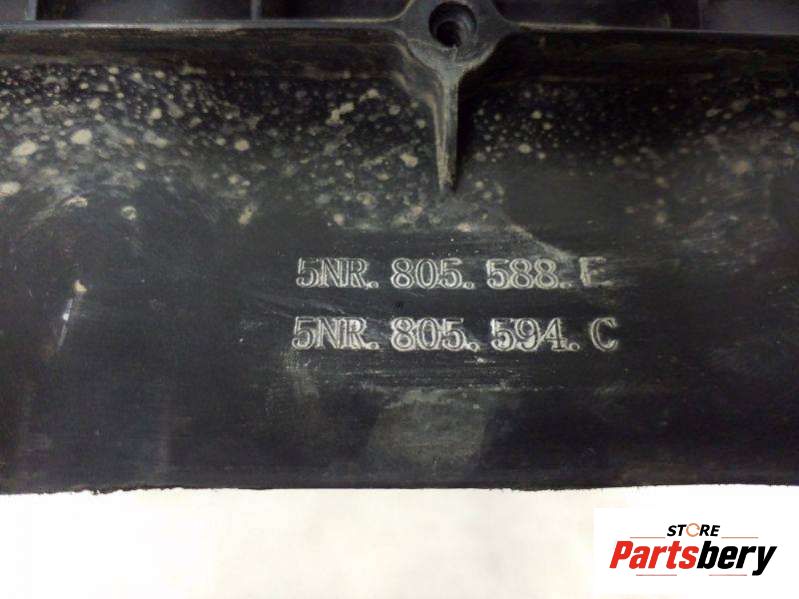 5NR. 805. 588. E
5NR. 805. 594. C
STORE
Partsbery